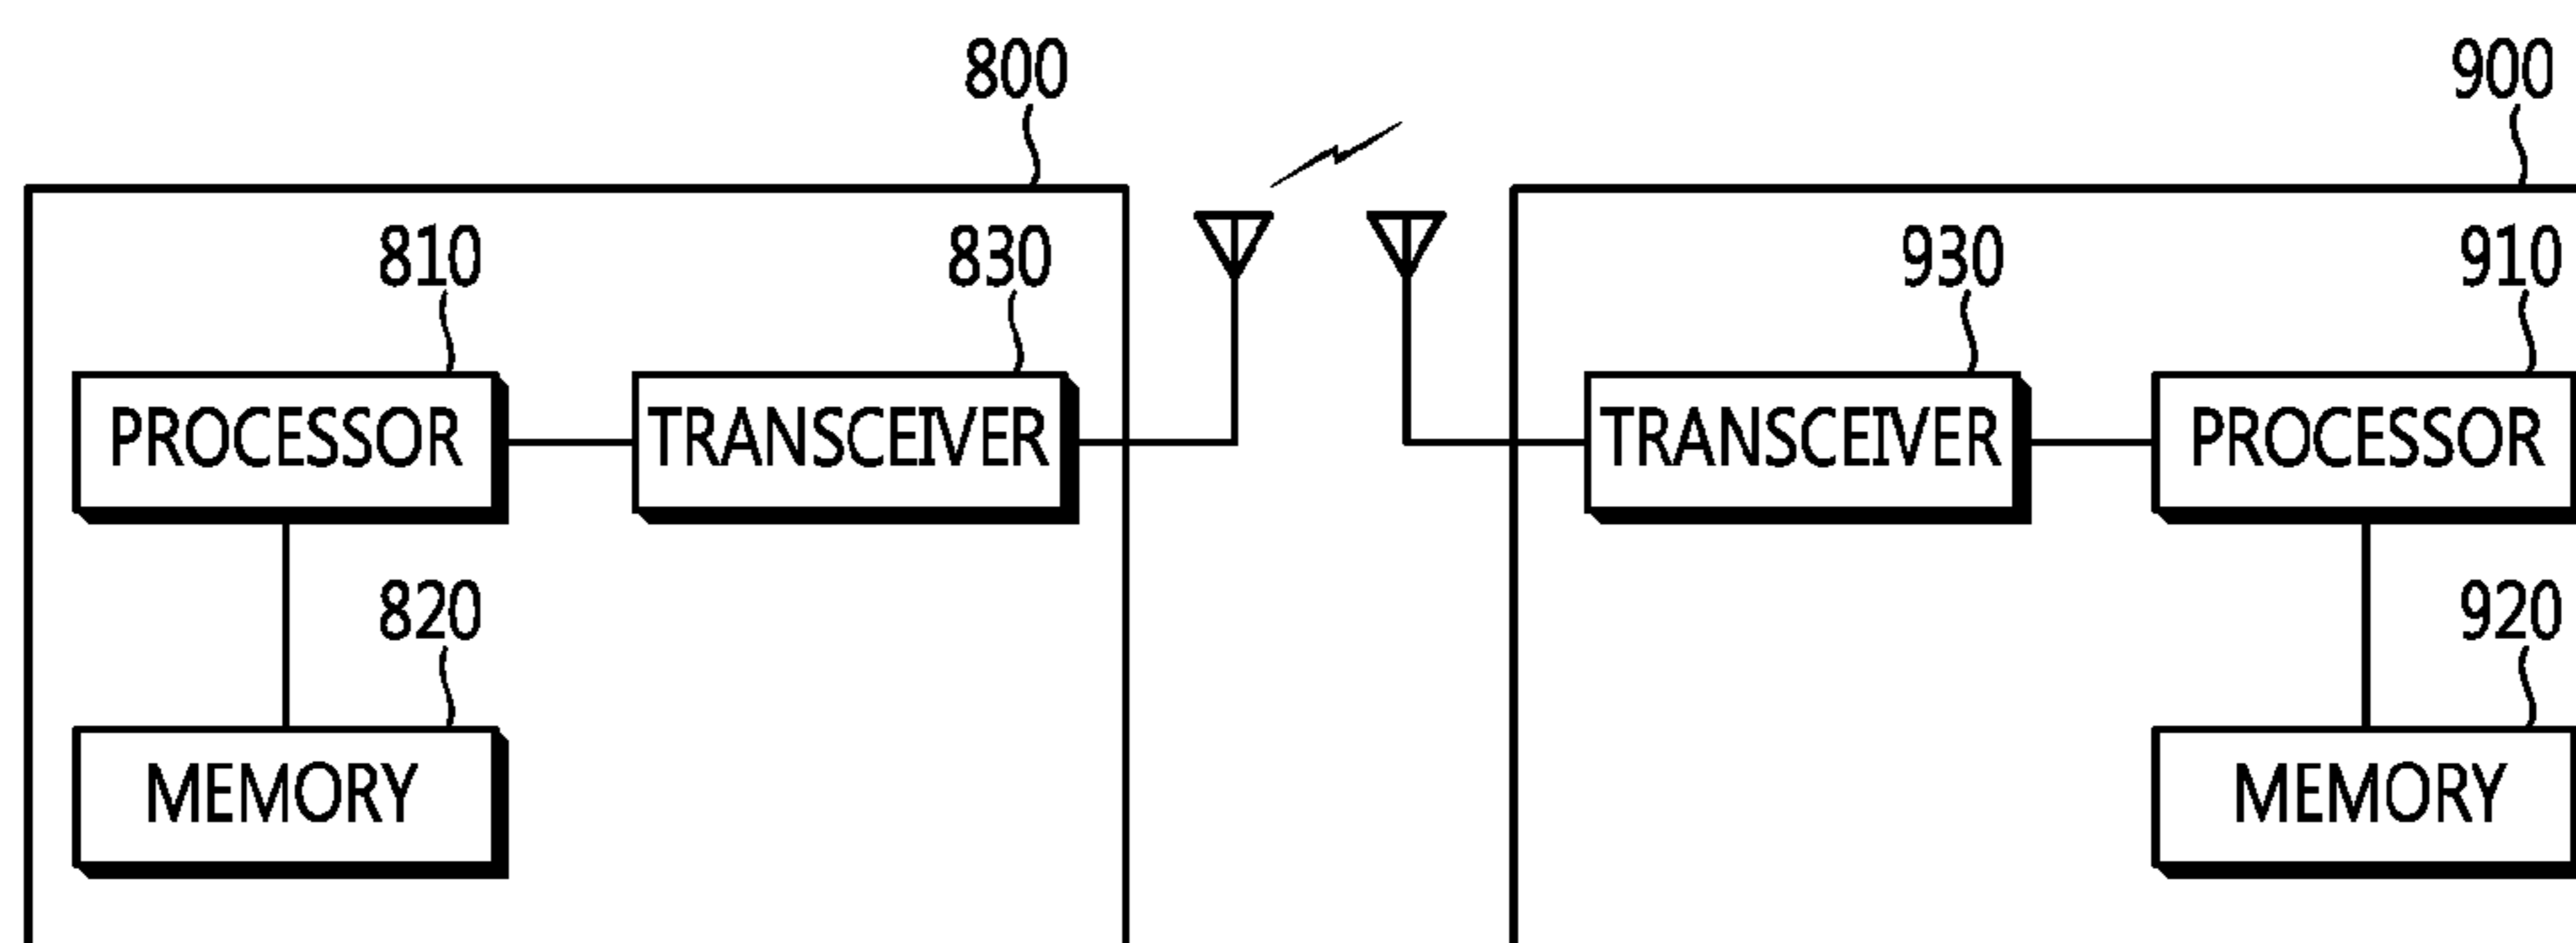 800 900
810 830 930 910
PROCESSOR TRANSCEIVER TRANSCEIVER PROCESSOR
820 920
MEMORY MEMORY